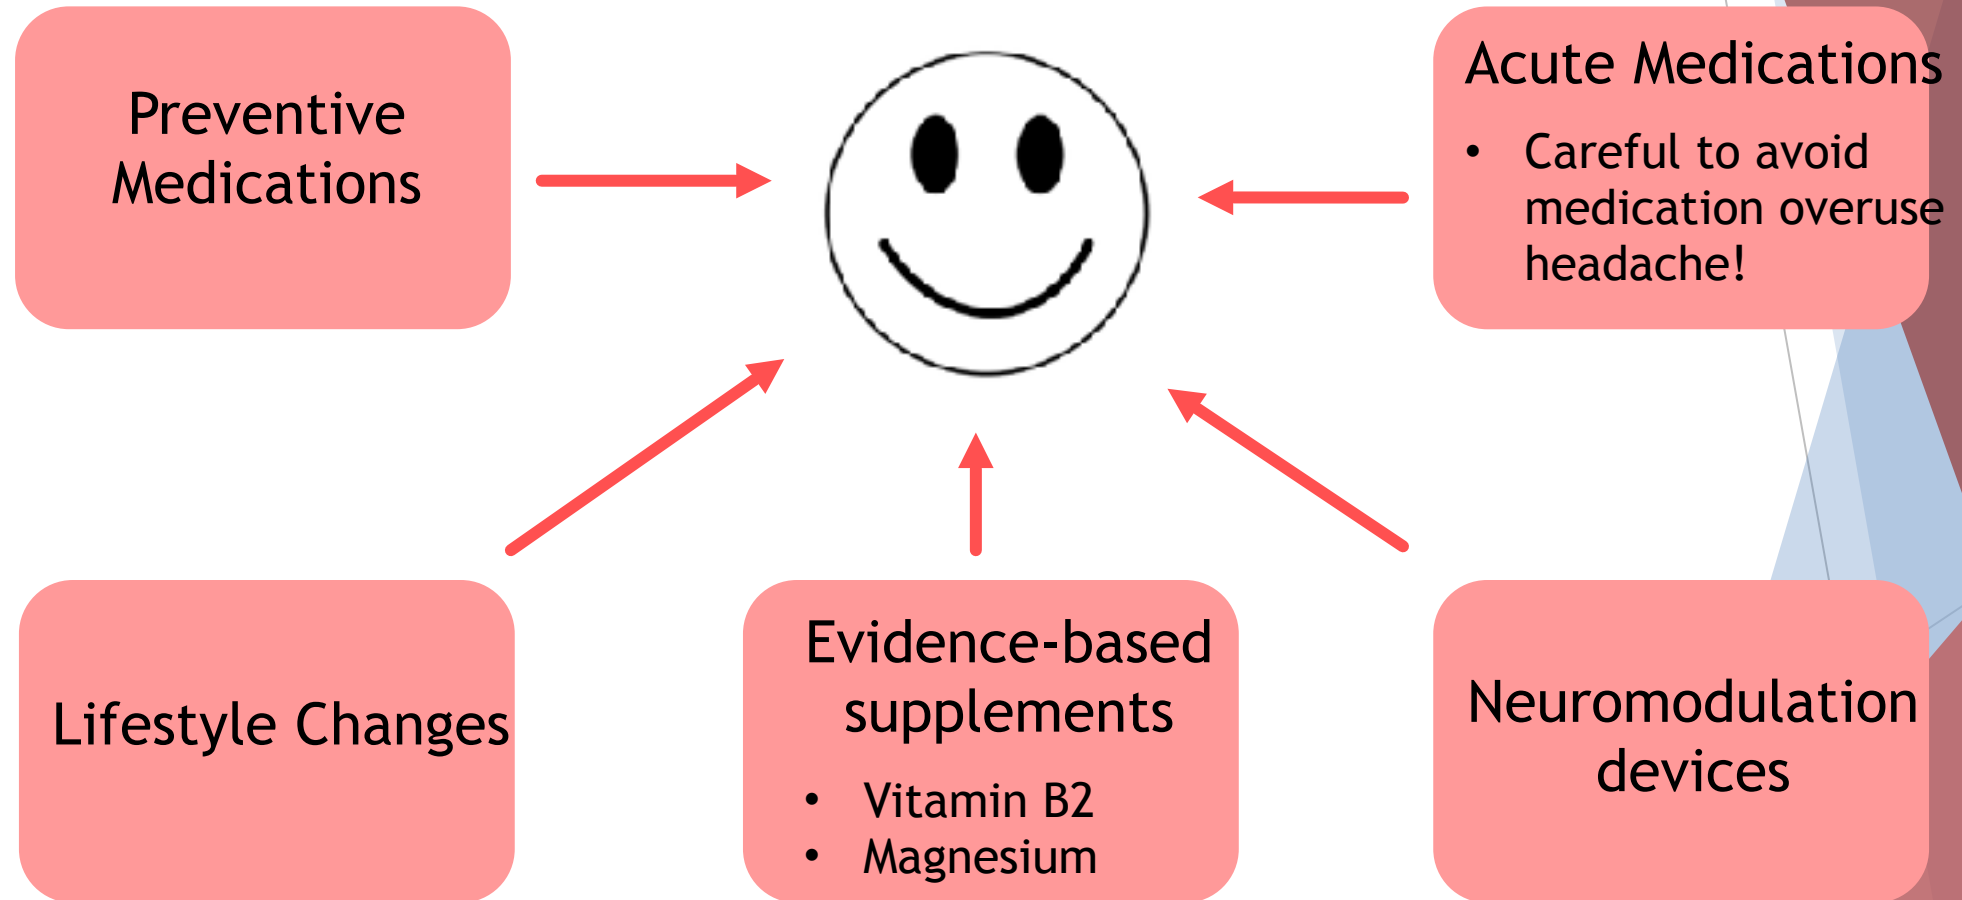 Preventive
Medications
Acute Medications
• Careful to avoid
medication overuse
headache!
Lifestyle Changes
Evidence-based
supplements
• Vitamin B2
• Magnesium
Neuromodulation
devices